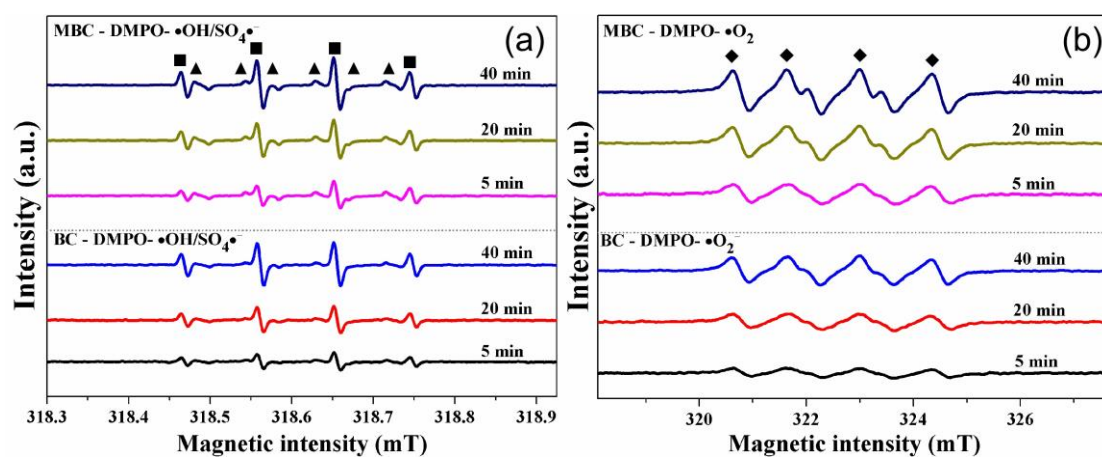 MBC - DMPO- •OH/SO₄•⁻
(a)
40 min
20 min
5 min
BC - DMPO- •OH/SO₄•⁻
40 min
20 min
5 min
Intensity (a.u.)
318.3 318.5 318.6 318.7 318.8 318.9
Magnetic intensity (mT)
MBC - DMPO- •O₂
(b)
40 min
20 min
5 min
BC - DMPO- •O₂⁻
40 min
20 min
5 min
Intensity (a.u.)
320 322 324 326
Magnetic intensity (mT)